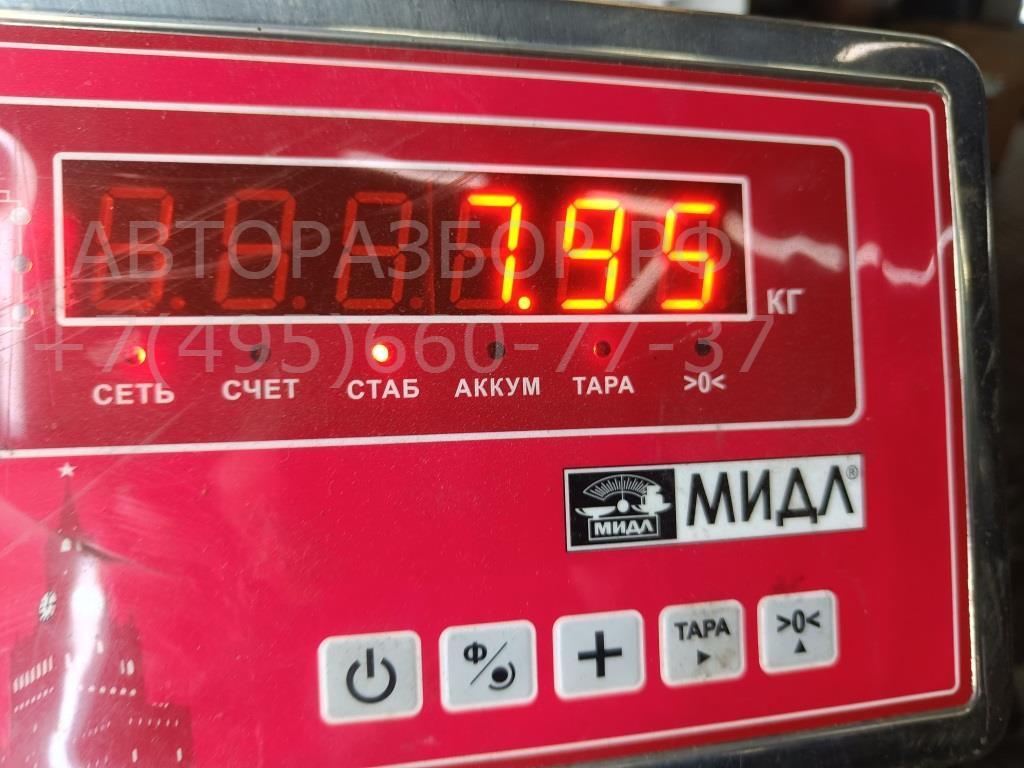 7.95
КГ
АВТОРАЗБОР.РФ
+7(495)660-77-37
СЕТЬ СЧЕТ СТАБ АККУМ ТАРА >0<
МИДЛ МИДЛ®
Ф + ТАРА >0<